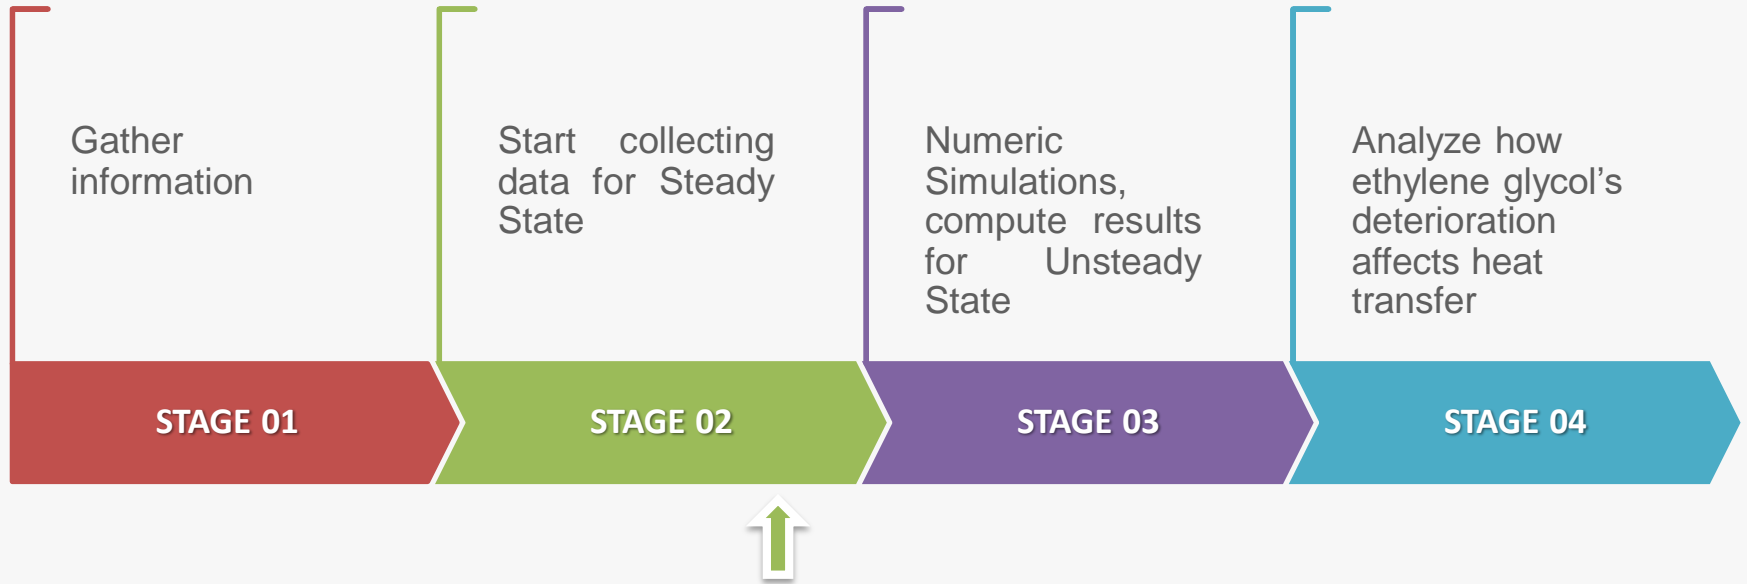 Gather
information
Start collecting
data for Steady
State
Numeric
Simulations,
compute results
for Unsteady
State
Analyze how
ethylene glycol’s
deterioration
affects heat
transfer
STAGE 01
STAGE 02
STAGE 03
STAGE 04